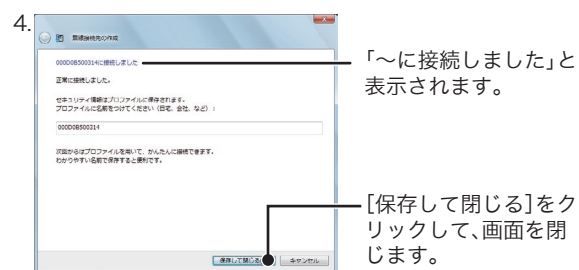 4.
無線接続先の作成
000D0B500314に接続しました
正常に接続しました。
セキュリティ情報はプロファイルに保存されます。
プロファイルに名前をつけてください（自宅、会社、など）：
000D0B500314
次回からはプロファイルを用いて、かんたんに接続できます。
わかりやすい名前で保存すると便利です。
保存して閉じる
キャンセル
「～に接続しました」と
表示されます。
[保存して閉じる]をク
リックして、画面を閉
じます。